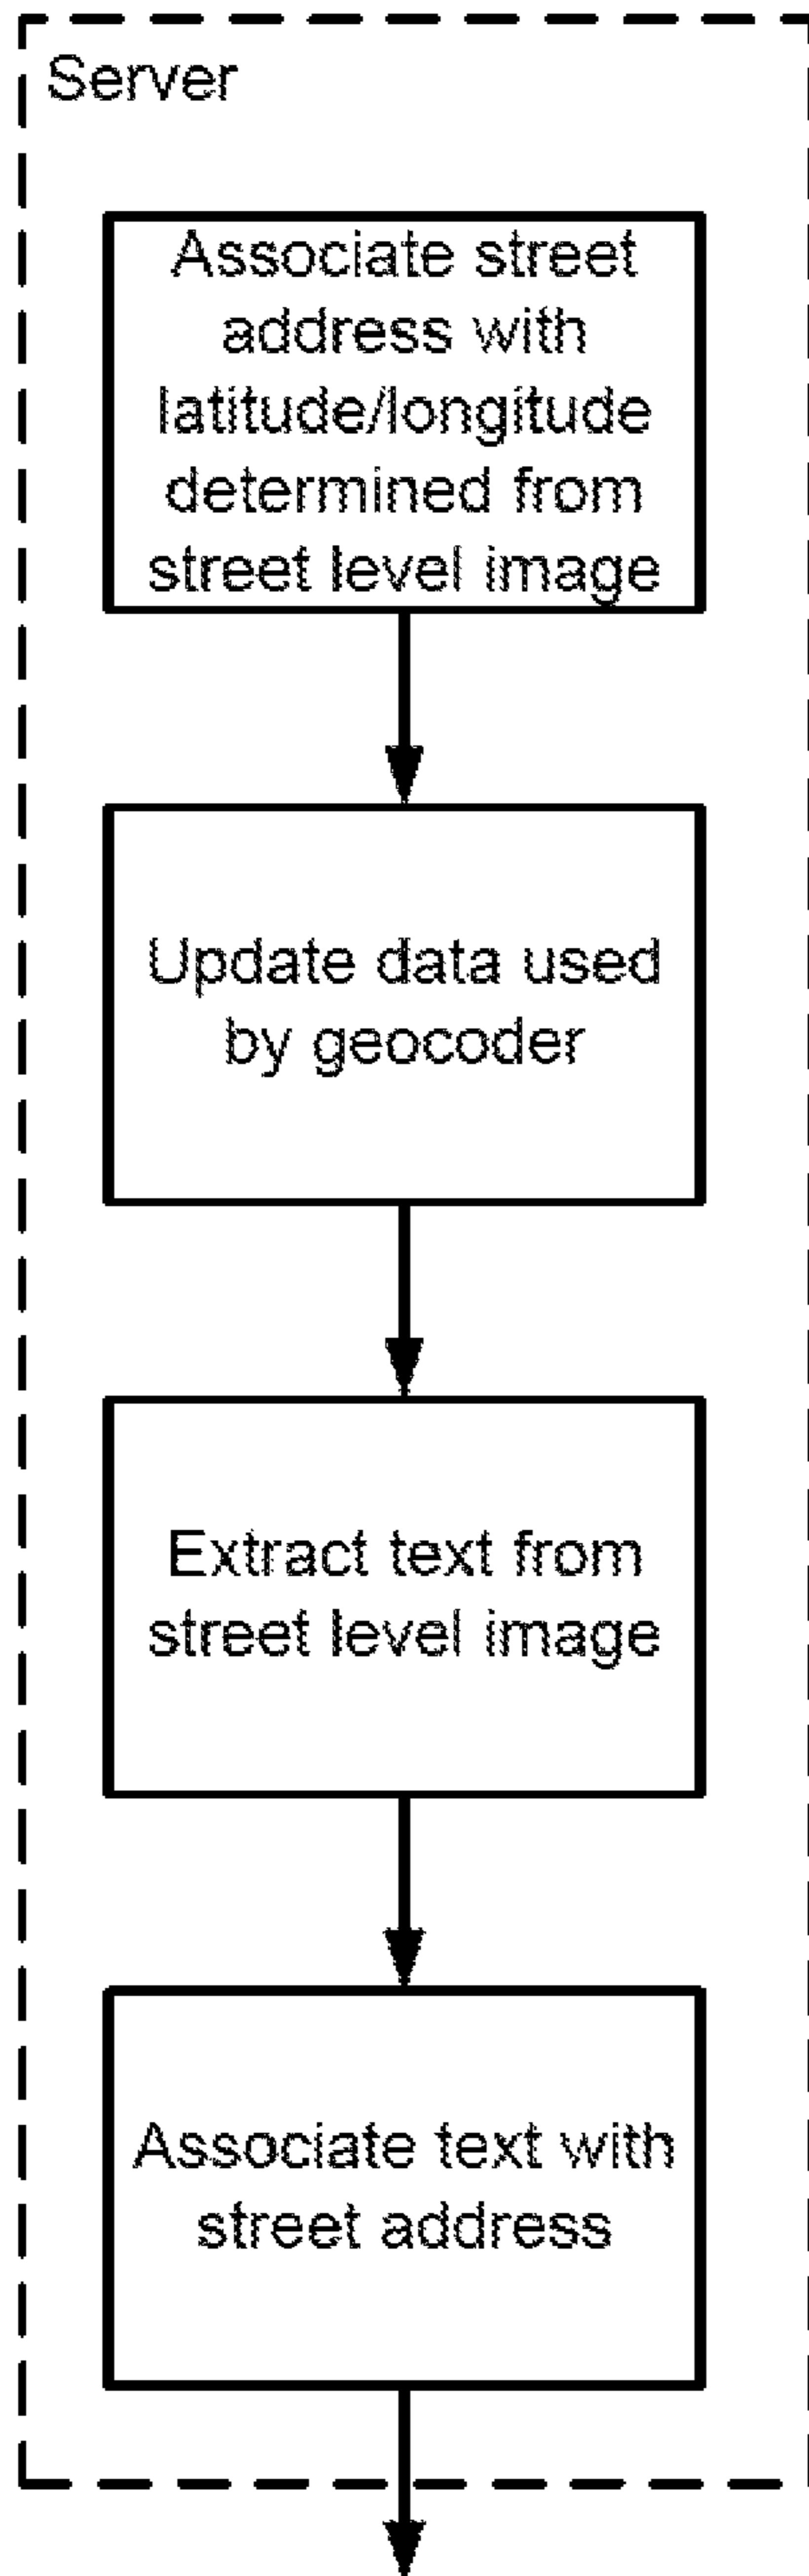 Server
Associate street
address with
latitude/longitude
determined from
street level image
Update data used
by geocoder
Extract text from
street level image
Associate text with
street address